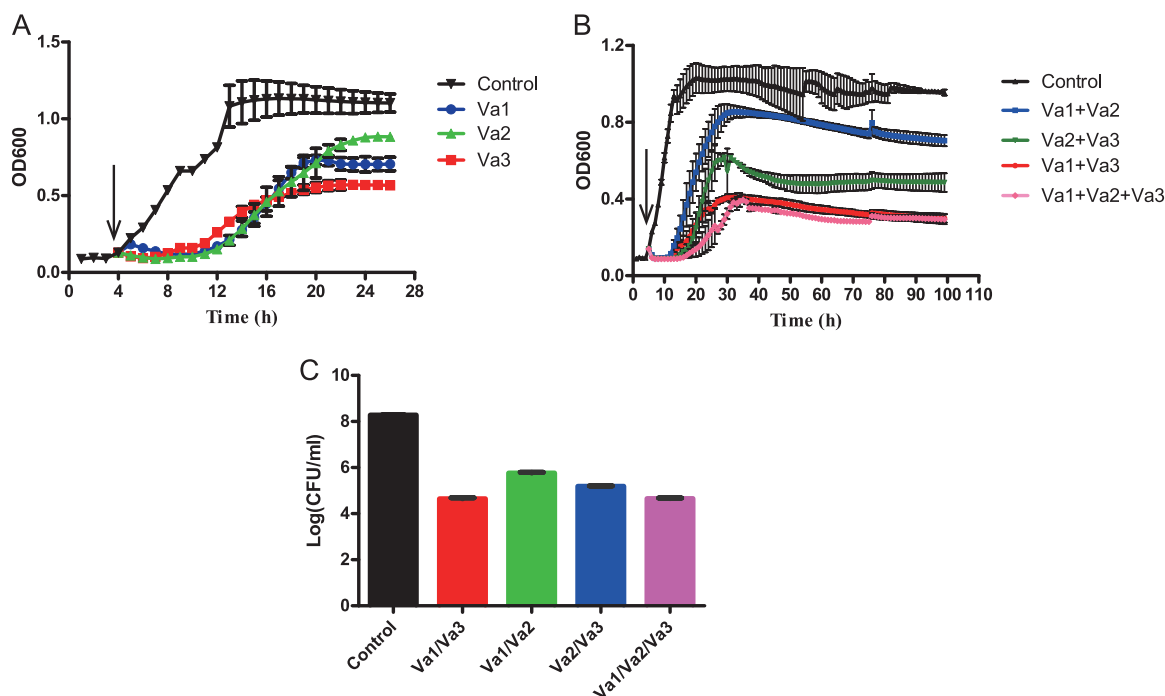 A
1.5
1.0
0.5
0.0
OD600
0 4 8 12 16 20 24 28
Time (h)
Control
Va1
Va2
Va3
B
1.2
0.8
0.4
0.0
OD600
0 10 20 30 40 50 60 70 80 90 100 110
Time (h)
Control
Va1+Va2
Va2+Va3
Va1+Va3
Va1+Va2+Va3
C
10
8
6
4
2
0
Log(CFU/ml)
Control
Va1/Va3
Va1/Va2
Va2/Va3
Va1/Va2/Va3